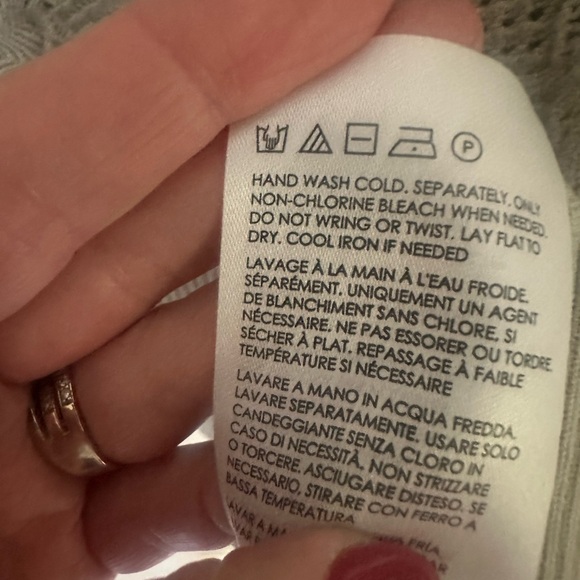 P
HAND WASH COLD. SEPARATELY. ONLY
NON-CHLORINE BLEACH WHEN NEEDED.
DO NOT WRING OR TWIST. LAY FLAT TO
DRY. COOL IRON IF NEEDED
LAVAGE À LA MAIN À L'EAU FROIDE.
SÉPARÉMENT. UNIQUEMENT UN AGENT
DE BLANCHIMENT SANS CHLORE, SI
NÉCESSAIRE. NE PAS ESSORER OU TORDRE.
SÉCHER À PLAT. REPASSAGE À FAIBLE
TEMPÉRATURE SI NÉCESSAIRE
LAVARE A MANO IN ACQUA FREDDA.
LAVARE SEPARATAMENTE. USARE SOLO
CANDEGGIANTE SENZA CLORO IN
CASO DI NECESSITÀ. NON STRIZZARE
O TORCERE. ASCIUGARE DISTESO. SE
NECESSARIO, STIRARE CON FERRO A
BASSA TEMPERATURA